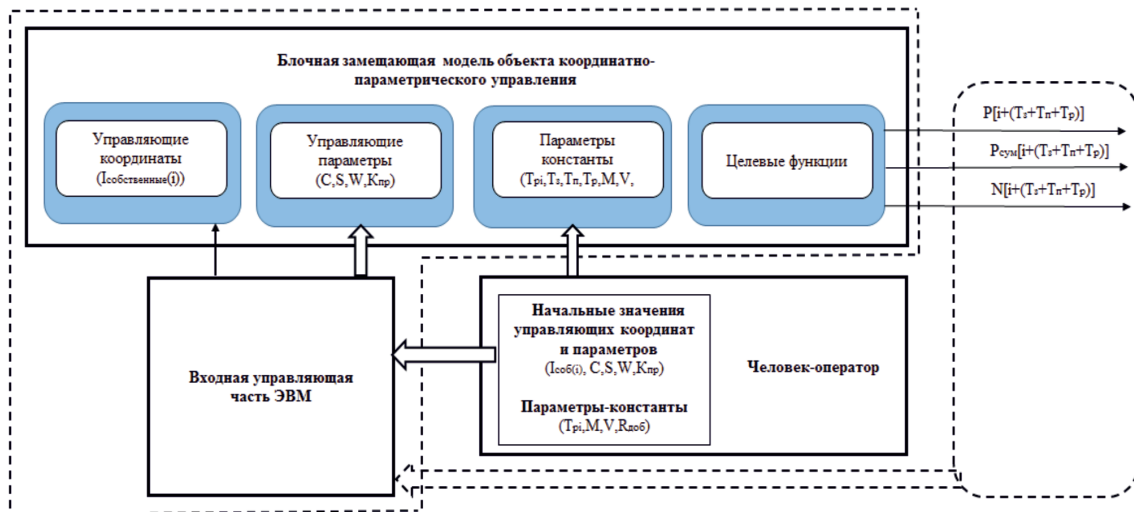 Блочная замещающая модель объекта координатно-
параметрического управления
Управляющие
координаты
(Iсобственные(i))
Управляющие
параметры
(C,S,W,Kпр)
Параметры
константы
(Tрi,Tз,Tп,Tр,M,V,
Целевые функции
P[i+(Tз+Tп+Tр)]
Pсум[i+(Tз+Tп+Tр)]
N[i+(Tз+Tп+Tр)]
Входная управляющая
часть ЭВМ
Начальные значения
управляющих координат
и параметров
(Iсоб(i), C,S,W,Kпр)
Параметры-константы
(Tрi,M,V,Rдоб)
Человек-оператор